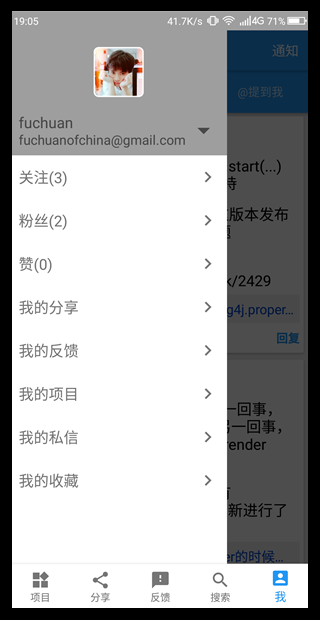 19:05 41.7K/s 4G 71%
通知
@提到我
fuchuan
fuchuanofchina@gmail.com
关注(3)
粉丝(2)
赞(0)
我的分享
我的反馈
我的项目
我的私信
我的收藏
start(...)
版本发布
k/2429
g4j.proper...
回复
一回事，
另一回事，
render
新进行了
er的时候...
项目
分享
反馈
搜索
我